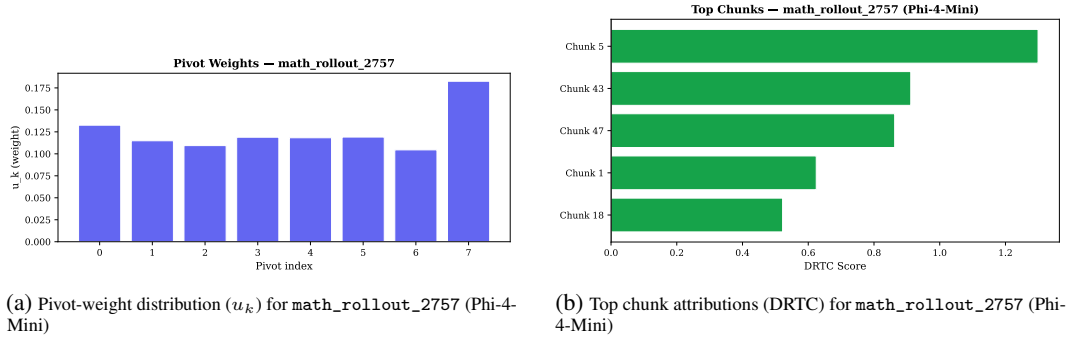 Pivot Weights — math_rollout_2757
0.175
0.150
0.125
0.100
0.075
0.050
0.025
0.000
u_k (weight)
0 1 2 3 4 5 6 7
Pivot index
(a) Pivot-weight distribution (u_k) for math_rollout_2757 (Phi-4-
Mini)
Top Chunks — math_rollout_2757 (Phi-4-Mini)
Chunk 5
Chunk 43
Chunk 47
Chunk 1
Chunk 18
0.0 0.2 0.4 0.6 0.8 1.0 1.2
DRTC Score
(b) Top chunk attributions (DRTC) for math_rollout_2757 (Phi-
4-Mini)